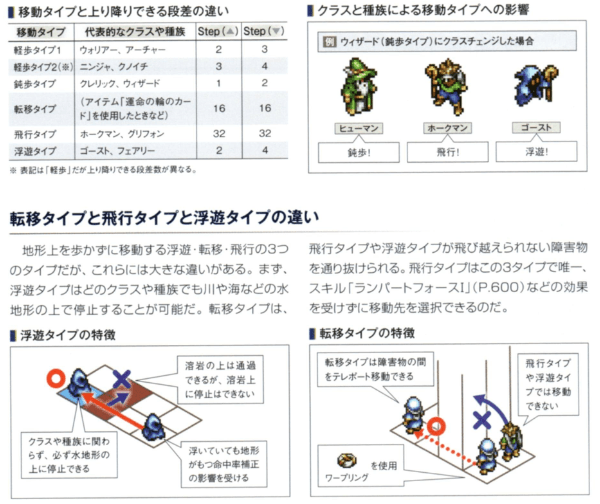 移動タイプと上り降りできる段差の違い
移動タイプ 代表的なクラスや種族 Step(▲) Step(▼)
軽歩タイプ1 ウォリアー、アーチャー 2 3
軽歩タイプ2(※) ニンジャ、クノイチ 3 4
鈍歩タイプ クレリック、ウィザード 1 2
転移タイプ (アイテム「運命の輪のカー
ド」を使用したときなど) 16 16
飛行タイプ ホークマン、グリフォン 32 32
浮遊タイプ ゴースト、フェアリー 2 4
※ 表記は「軽歩」だが上り降りできる段差数が異なる。
クラスと種族による移動タイプへの影響
例 ウィザード(鈍歩タイプ)にクラスチェンジした場合
ヒューマン ホークマン ゴースト
鈍歩! 飛行! 浮遊!
転移タイプと飛行タイプと浮遊タイプの違い
地形上を歩かずに移動する浮遊・転移・飛行の3つ
のタイプだが、これらには大きな違いがある。まず、
浮遊タイプはどのクラスや種族でも川や海などの水
地形の上で停止することが可能だ。転移タイプは、
飛行タイプや浮遊タイプが飛び越えられない障害物
を通り抜けられる。飛行タイプはこの3タイプで唯一、
スキル「ランパートフォースI」(P.600)などの効果
を受けずに移動先を選択できるのだ。
浮遊タイプの特徴
溶岩の上は通過
できるが、溶岩上
に停止はできない
クラスや種族に関わ
らず、必ず水地形の
上に停止できる
浮いていても地形
がもつ命中率補正
の影響を受ける
転移タイプの特徴
転移タイプは障害物の間
をテレポート移動できる
飛行タイプ
や浮遊タイ
プでは移動
できない
を使用
ワープリング